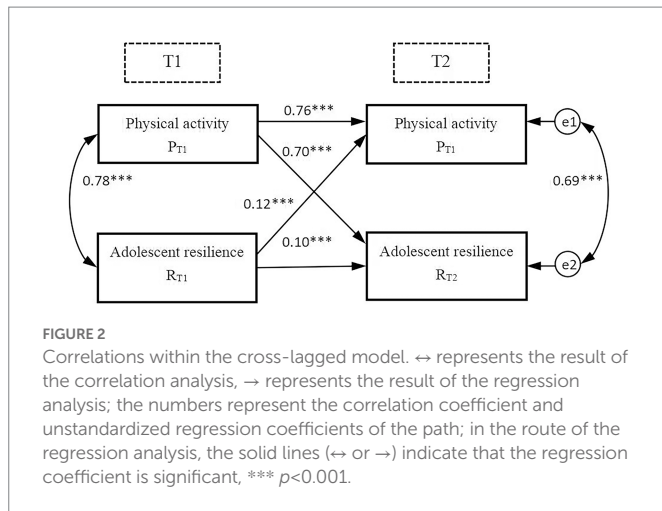 T1
T2
Physical activity
P_T1
Physical activity
P_T1
0.76***
0.70***
0.78***
0.12***
0.10***
Adolescent resilience
R_T1
Adolescent resilience
R_T2
e1
0.69***
e2
FIGURE 2
Correlations within the cross-lagged model. ↔ represents the result of
the correlation analysis, → represents the result of the regression
analysis; the numbers represent the correlation coefficient and
unstandardized regression coefficients of the path; in the route of the
regression analysis, the solid lines (↔ or →) indicate that the regression
coefficient is significant, *** p<0.001.